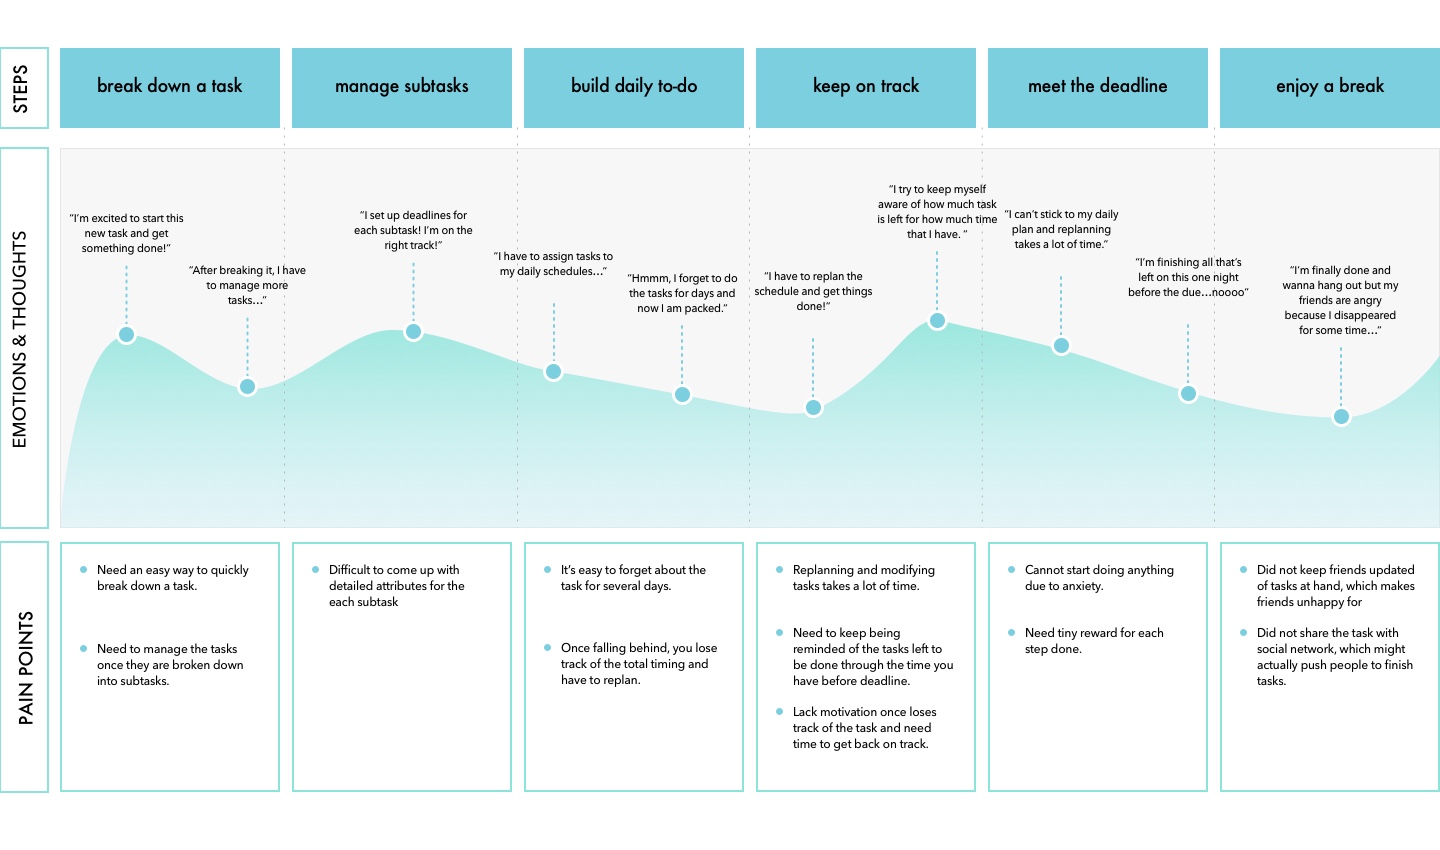 STEPS
break down a task
manage subtasks
build daily to-do
keep on track
meet the deadline
enjoy a break
EMOTIONS & THOUGHTS
“I’m excited to start this
new task and get
something done!”
“After breaking it, I have
to manage more
tasks…”
“I set up deadlines for
each subtask! I’m on the
right track!”
“I have to assign tasks to
my daily schedules…”
“Hmmm, I forget to do
the tasks for days and
now I am packed.”
“I have to replan the
schedule and get things
done!”
“I try to keep myself
aware of how much task
is left for how much time
that I have. ”
“I can’t stick to my daily
plan and replanning
takes a lot of time.”
“I’m finishing all that’s
left on this one night
before the due…noooo”
“I’m finally done and
wanna hang out but my
friends are angry
because I disappeared
for some time…”
PAIN POINTS
Need an easy way to quickly
break down a task.
Need to manage the tasks
once they are broken down
into subtasks.
Difficult to come up with
detailed attributes for the
each subtask
It’s easy to forget about the
task for several days.
Once falling behind, you lose
track of the total timing and
have to replan.
Replanning and modifying
tasks takes a lot of time.
Need to keep being
reminded of the tasks left to
be done through the time you
have before deadline.
Lack motivation once loses
track of the task and need
time to get back on track.
Cannot start doing anything
due to anxiety.
Need tiny reward for each
step done.
Did not keep friends updated
of tasks at hand, which makes
friends unhappy for
Did not share the task with
social network, which might
actually push people to finish
tasks.